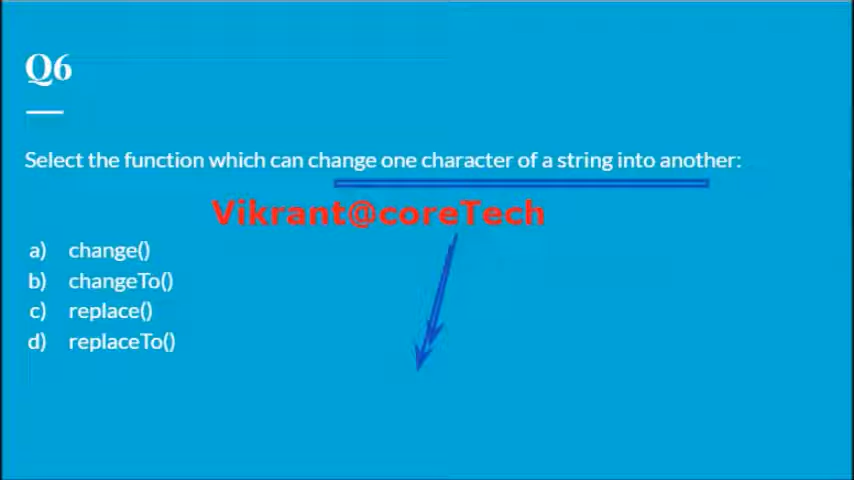 Q6
Select the function which can change one character of a string into another:
Vikrant@coreTech
a) change()
b) changeTo()
c) replace()
d) replaceTo()